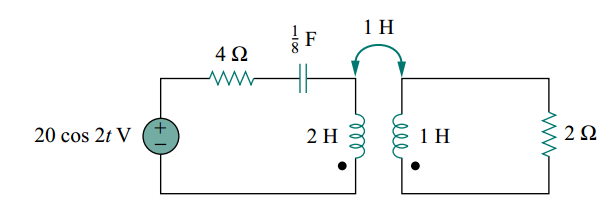 1 H
1/8 F
4 Ω
20 cos 2t V
+
−
2 H
1 H
2 Ω